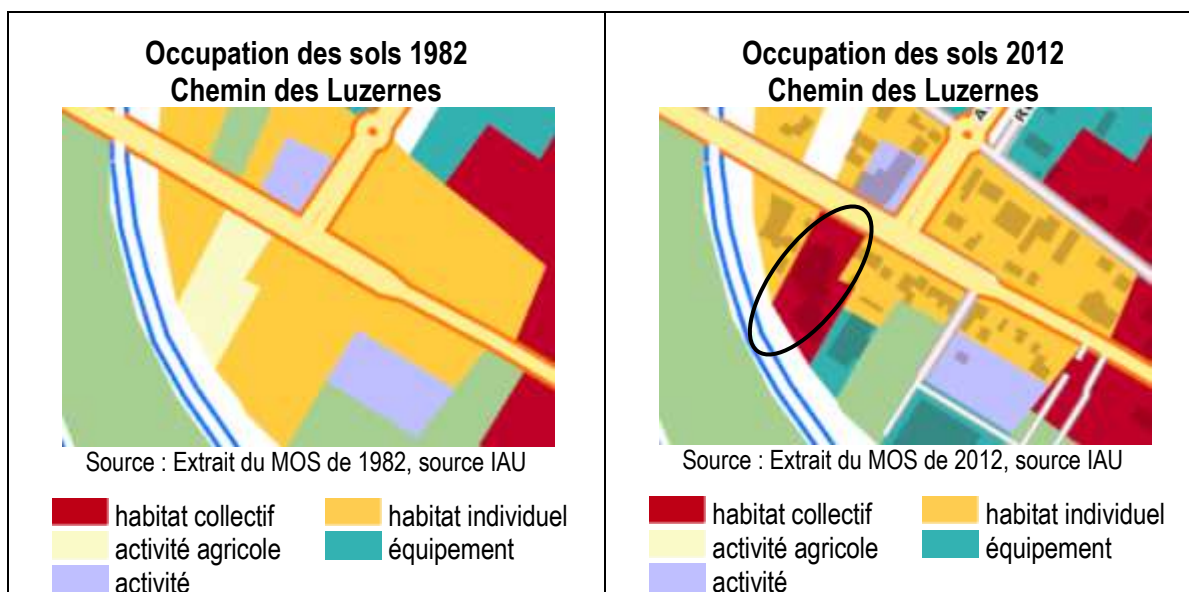 Occupation des sols 1982
Chemin des Luzernes
Source : Extrait du MOS de 1982, source IAU
habitat collectif
habitat individuel
activité agricole
équipement
activité
Occupation des sols 2012
Chemin des Luzernes
Source : Extrait du MOS de 2012, source IAU
habitat collectif
habitat individuel
activité agricole
équipement
activité